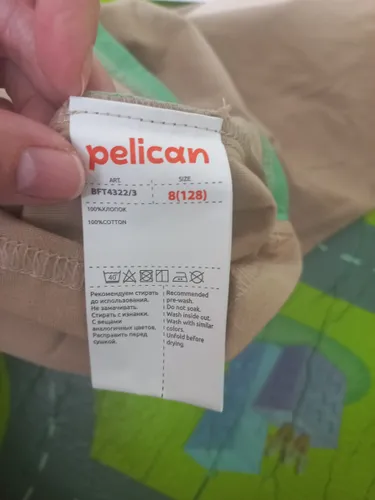 pelican
ART. SIZE
BFT4322/3 8(128)
100%ХЛОПОК
100%COTTON
40
Рекомендуем стирать
до использования.
Не замачивать.
Стирать с изнанки.
С вещами
аналогичных цветов.
Расправить перед
сушкой.
Recommended
pre-wash.
Do not soak.
Wash inside out.
Wash with similar
colors.
Unfold before
drying.